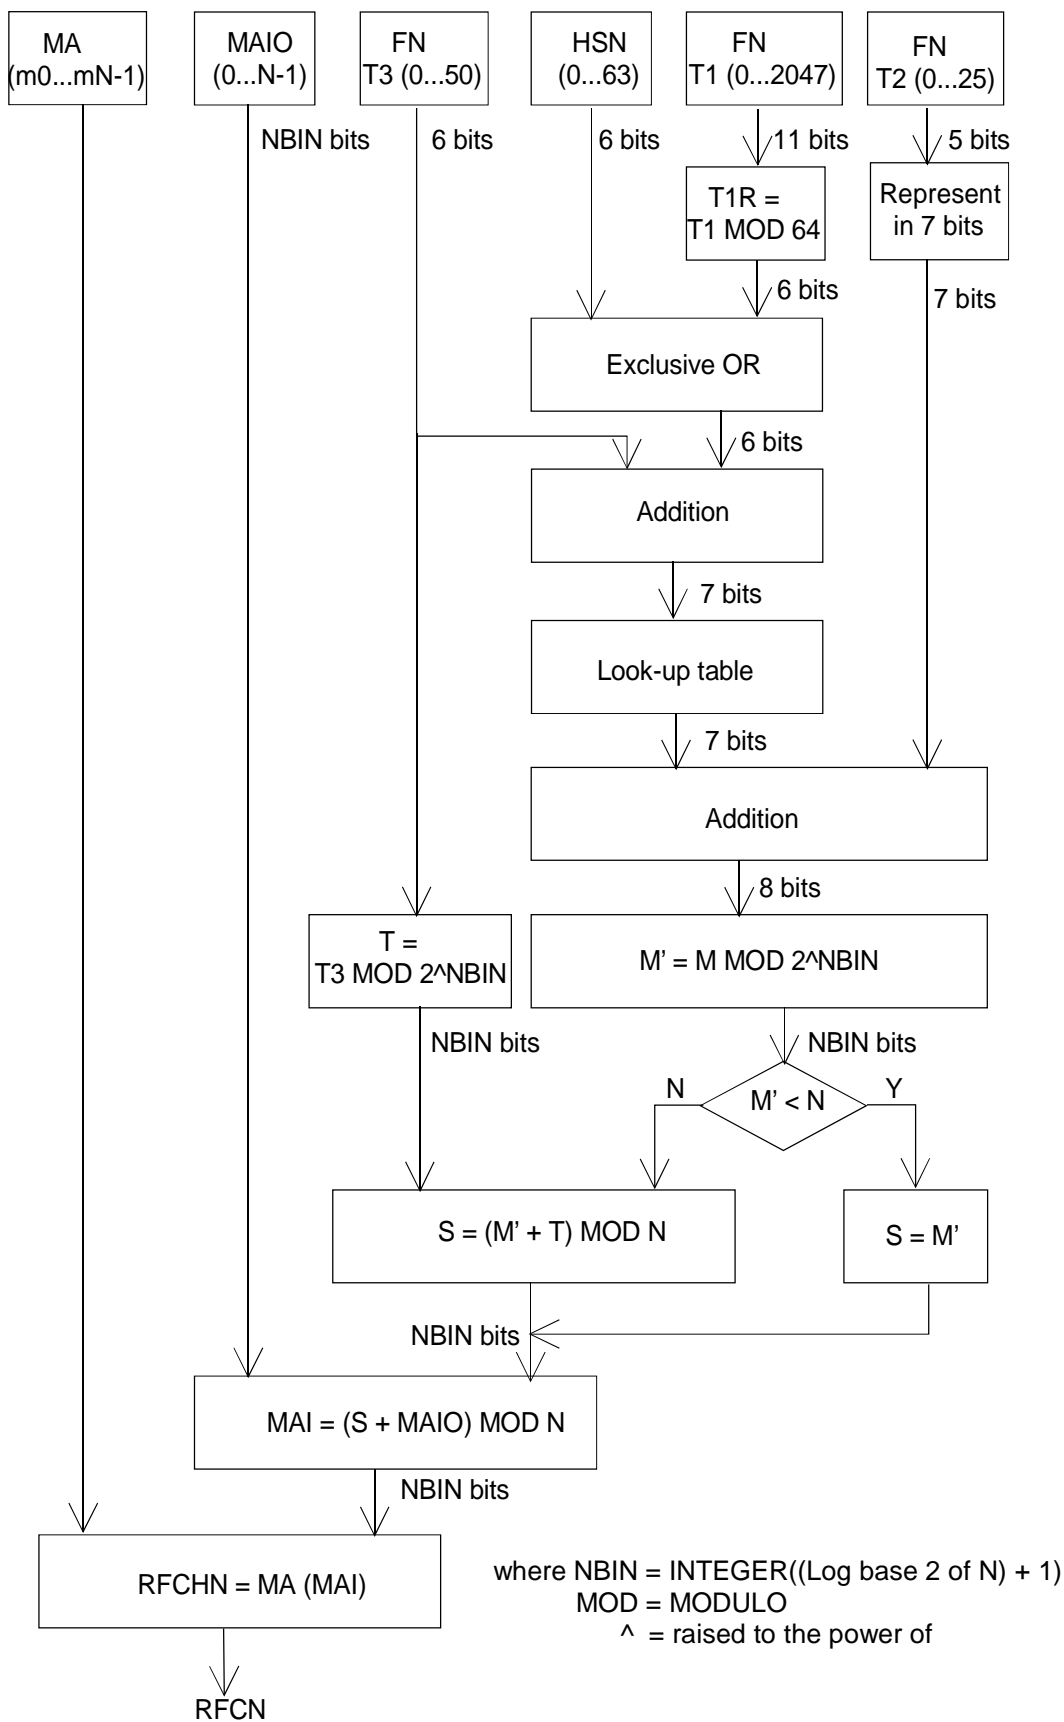 MA
(m0...mN-1)
MAIO
(0...N-1)
FN
T3 (0...50)
HSN
(0...63)
FN
T1 (0...2047)
FN
T2 (0...25)
NBIN bits
6 bits
6 bits
11 bits
5 bits
T1R =
T1 MOD 64
Represent
in 7 bits
6 bits
7 bits
Exclusive OR
6 bits
Addition
7 bits
Look-up table
7 bits
Addition
8 bits
T =
T3 MOD 2^NBIN
M’ = M MOD 2^NBIN
NBIN bits
NBIN bits
N
M’ < N
Y
S = (M’ + T) MOD N
S = M’
NBIN bits
MAI = (S + MAIO) MOD N
NBIN bits
RFCHN = MA (MAI)
where NBIN = INTEGER((Log base 2 of N) + 1)
MOD = MODULO
^ = raised to the power of
RFCN